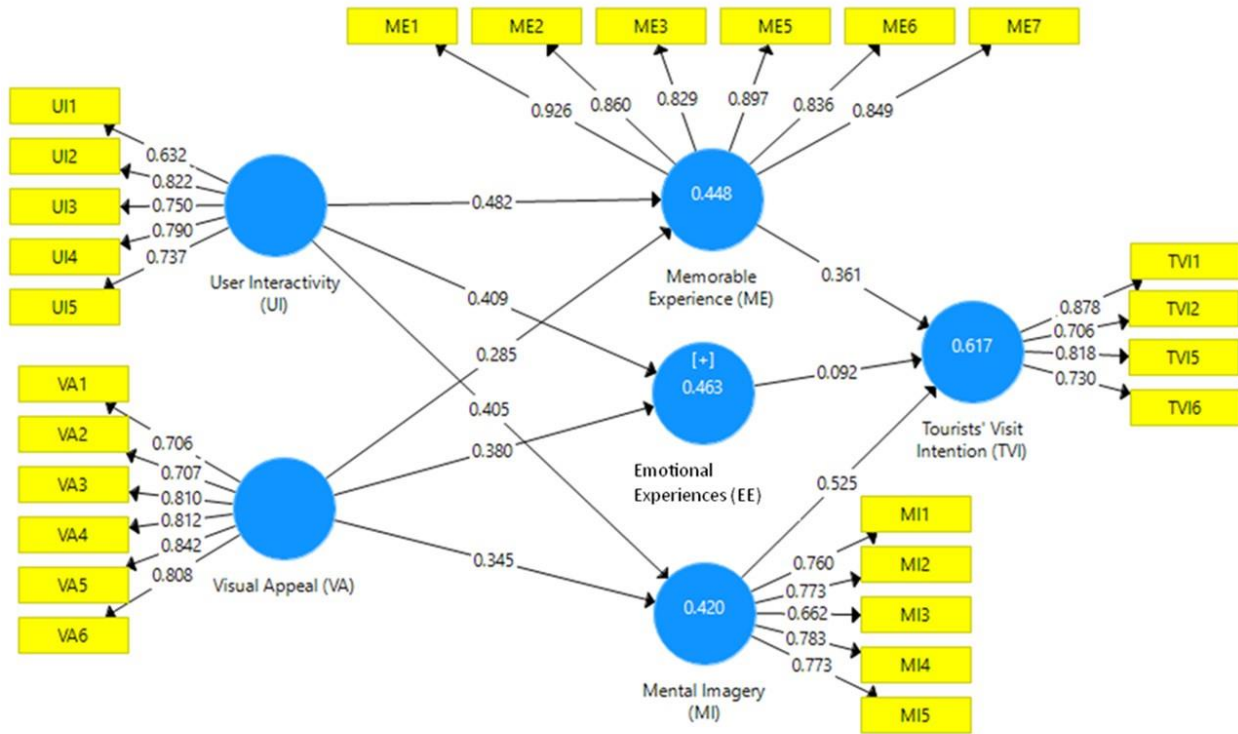 ME1
ME2
ME3
ME5
ME6
ME7
0.926
0.860
0.829
0.897
0.836
0.849
UI1
UI2
UI3
UI4
UI5
0.632
0.822
0.750
0.790
0.737
User Interactivity
(UI)
0.482
0.409
0.285
0.405
0.448
Memorable
Experience (ME)
0.361
[+]
0.463
0.092
Emotional
Experiences (EE)
0.617
Tourists' Visit
Intention (TVI)
0.878
0.706
0.818
0.730
TVI1
TVI2
TVI5
TVI6
VA1
VA2
VA3
VA4
VA5
VA6
0.706
0.707
0.810
0.812
0.842
0.808
Visual Appeal (VA)
0.380
0.345
0.525
0.420
Mental Imagery
(MI)
0.760
0.773
0.662
0.783
0.773
MI1
MI2
MI3
MI4
MI5